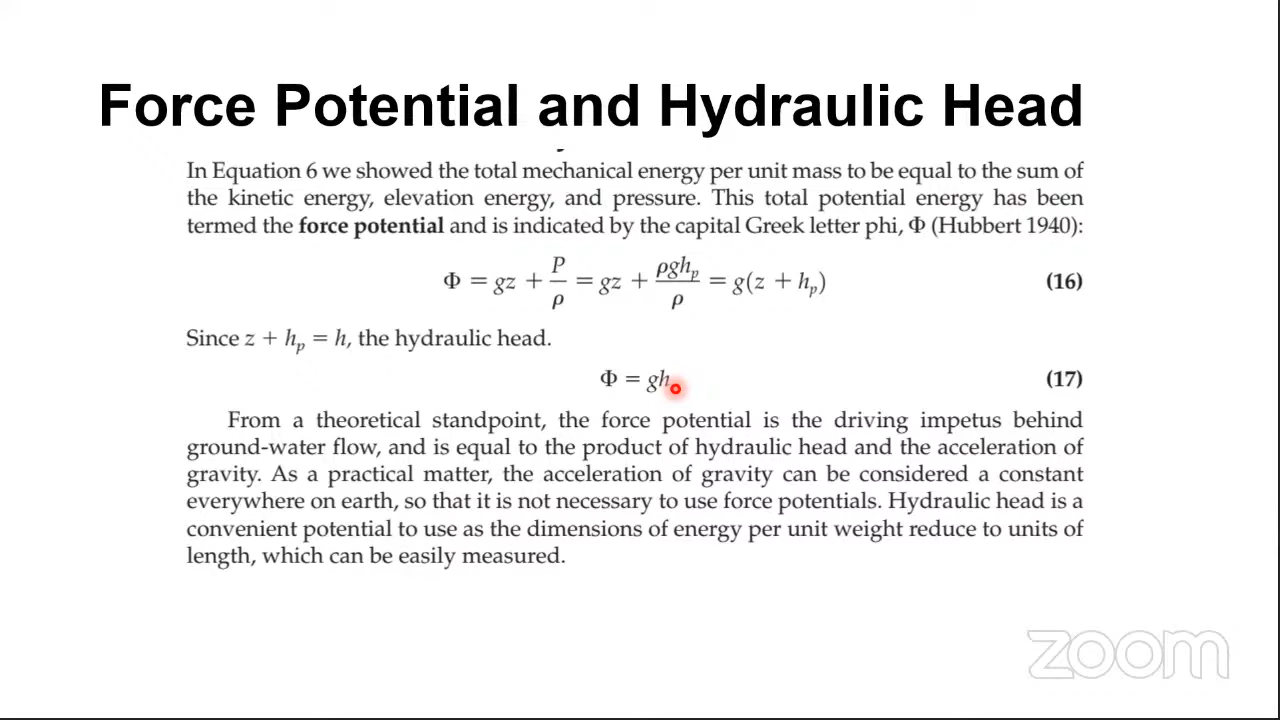 Force Potential and Hydraulic Head
In Equation 6 we showed the total mechanical energy per unit mass to be equal to the sum of
the kinetic energy, elevation energy, and pressure. This total potential energy has been
termed the force potential and is indicated by the capital Greek letter phi, Φ (Hubbert 1940):
Φ = gz + P/ρ = gz + ρgh_p/ρ = g(z + h_p) (16)
Since z + h_p = h, the hydraulic head.
Φ = gh (17)
From a theoretical standpoint, the force potential is the driving impetus behind
ground-water flow, and is equal to the product of hydraulic head and the acceleration of
gravity. As a practical matter, the acceleration of gravity can be considered a constant
everywhere on earth, so that it is not necessary to use force potentials. Hydraulic head is a
convenient potential to use as the dimensions of energy per unit weight reduce to units of
length, which can be easily measured.
zoom